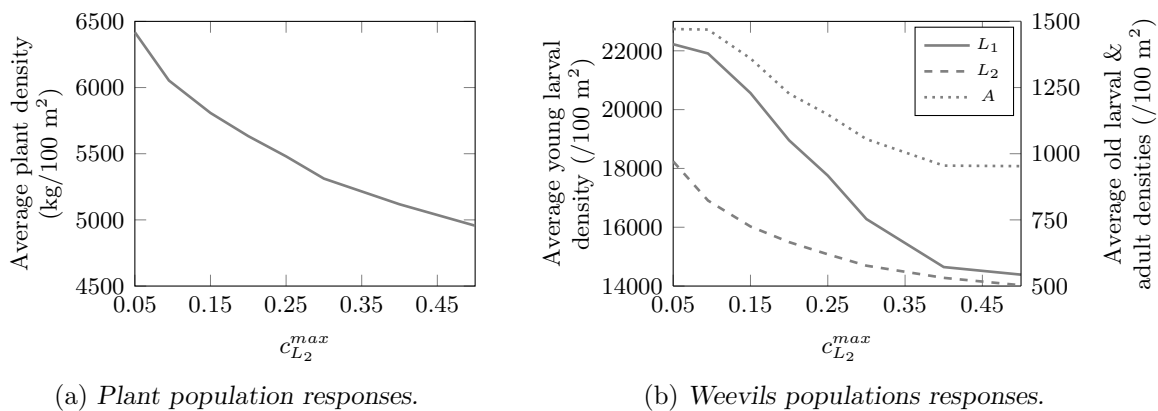 6500
6000
5500
5000
4500
0.05 0.15 0.25 0.35 0.45
Average plant density
(kg/100 m²)
c_{L_2}^{max}
(a) Plant population responses.
22000
20000
18000
16000
14000
0.05 0.15 0.25 0.35 0.45
Average young larval
density (/100 m²)
c_{L_2}^{max}
L₁
L₂
A
1500
1250
1000
750
500
Average old larval &
adult densities (/100 m²)
(b) Weevils populations responses.